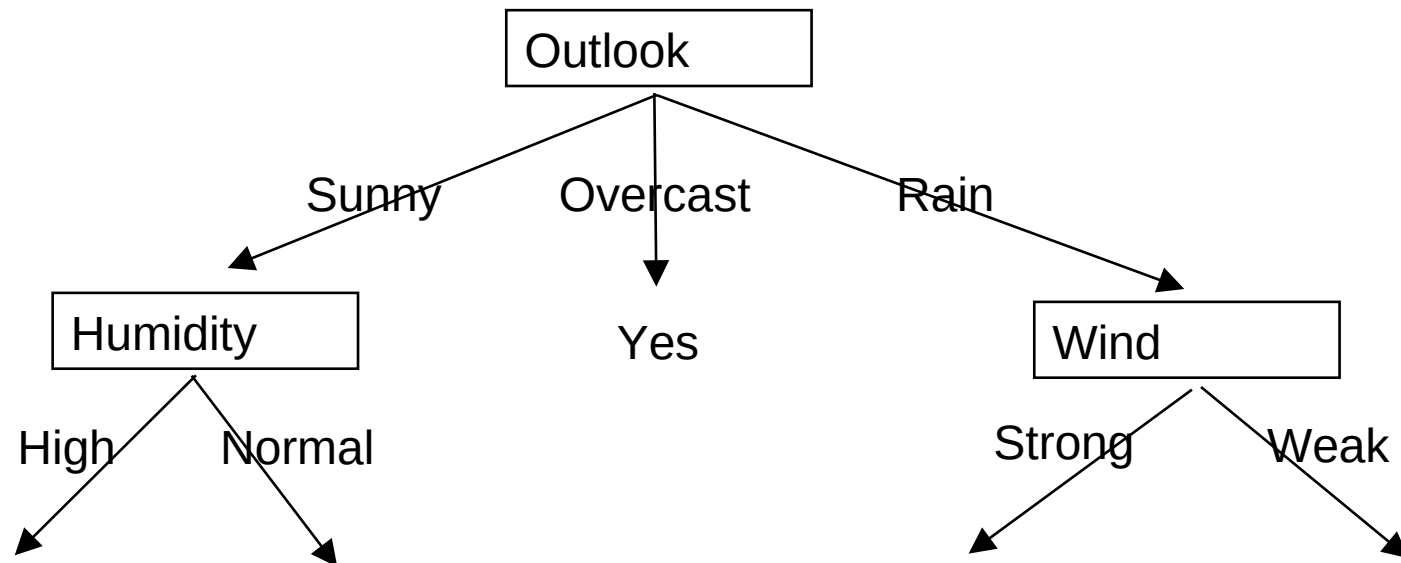 Outlook
Sunny Overcast Rain
Humidity
Yes
Wind
High Normal
Strong Weak